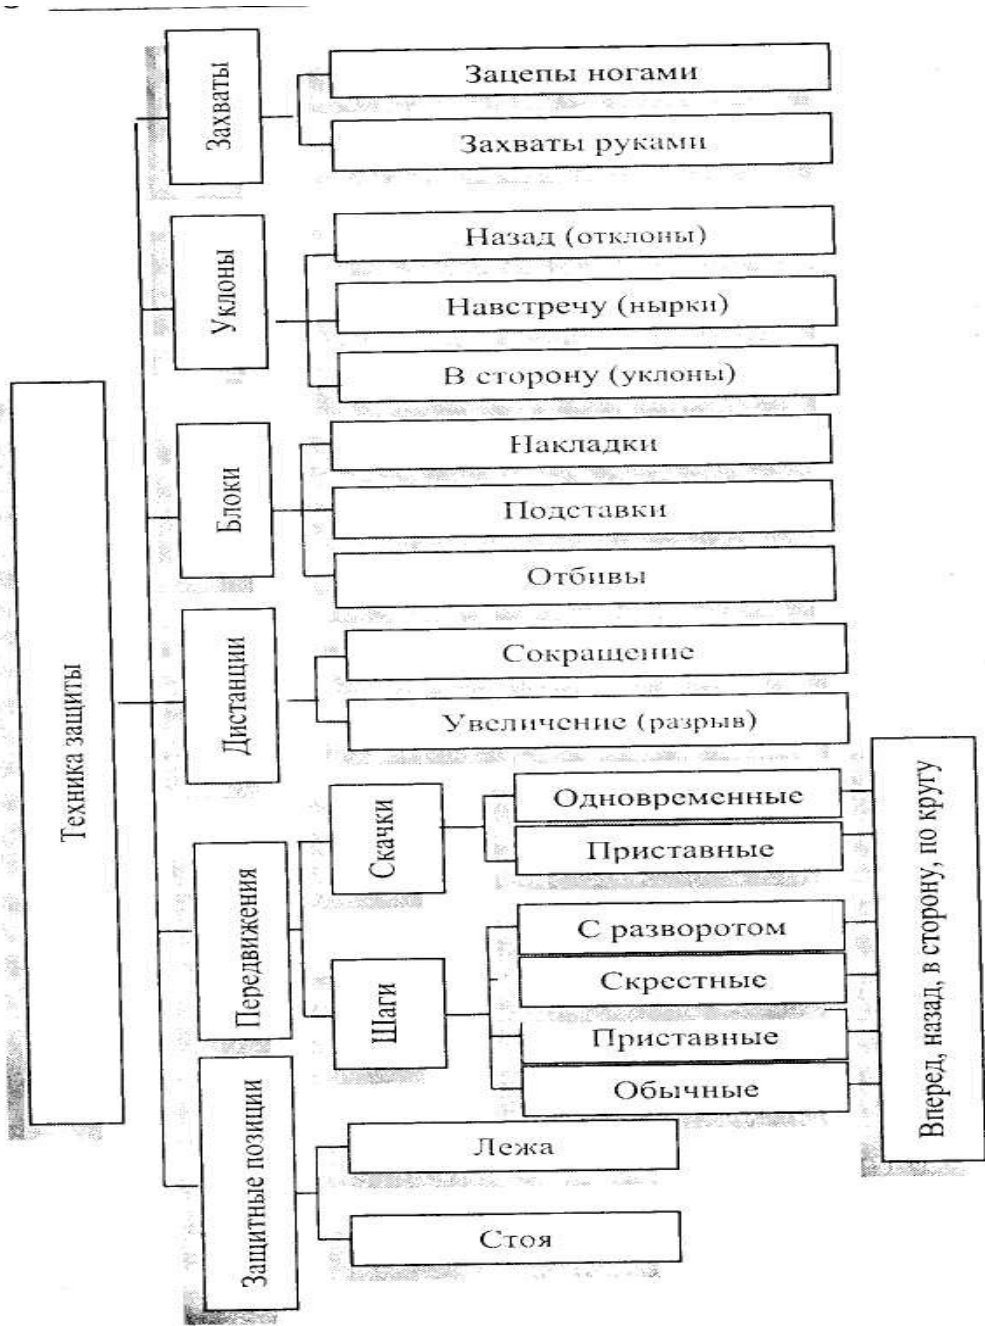 Техника защиты
Захваты
Зацепы ногами
Захваты руками
Уклоны
Назад (отклоны)
Навстречу (нырки)
В сторону (уклоны)
Блоки
Накладки
Подставки
Отбивы
Дистанции
Сокращение
Увеличение (разрыв)
Передвижения
Скачки
Одновременные
Приставные
Шаги
С разворотом
Скрестные
Приставные
Обычные
Вперед, назад, в сторону, по кругу
Защитные позиции
Лежа
Стоя